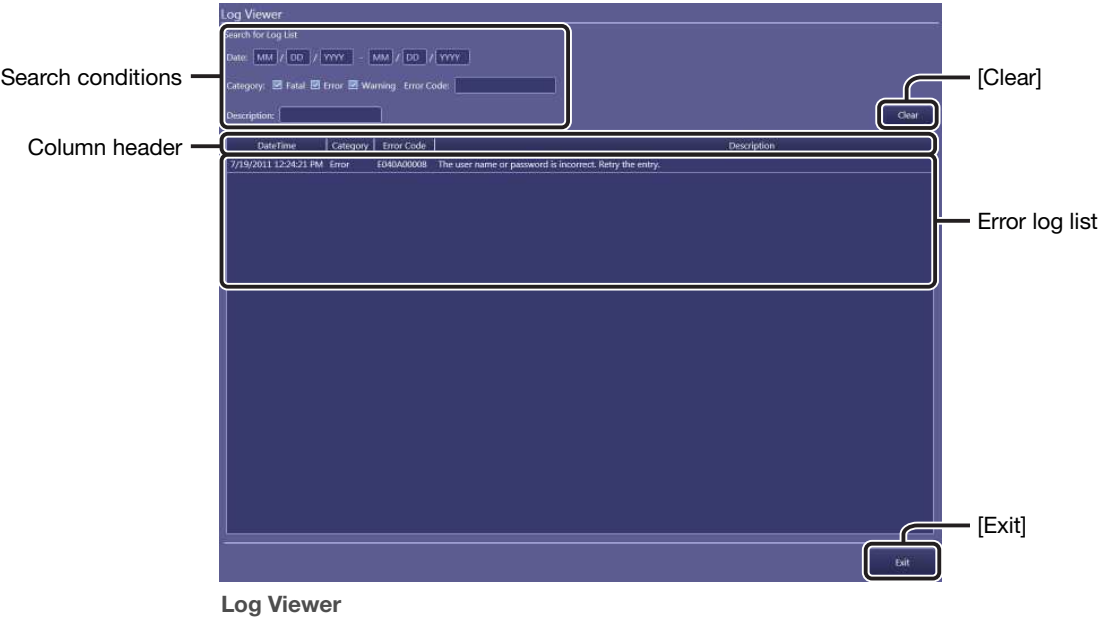 Log Viewer
Search for Log List
Date: MM / DD / YYYY - MM / DD / YYYY
Search conditions
[Clear]
Category: Fatal Error Warning Error Code:
Description:
Clear
Column header
DateTime Category Error Code Description
7/19/2011 12:24:21 PM Error E040A0000B The user name or password is incorrect. Retry the entry.
Error log list
[Exit]
Exit
Log Viewer